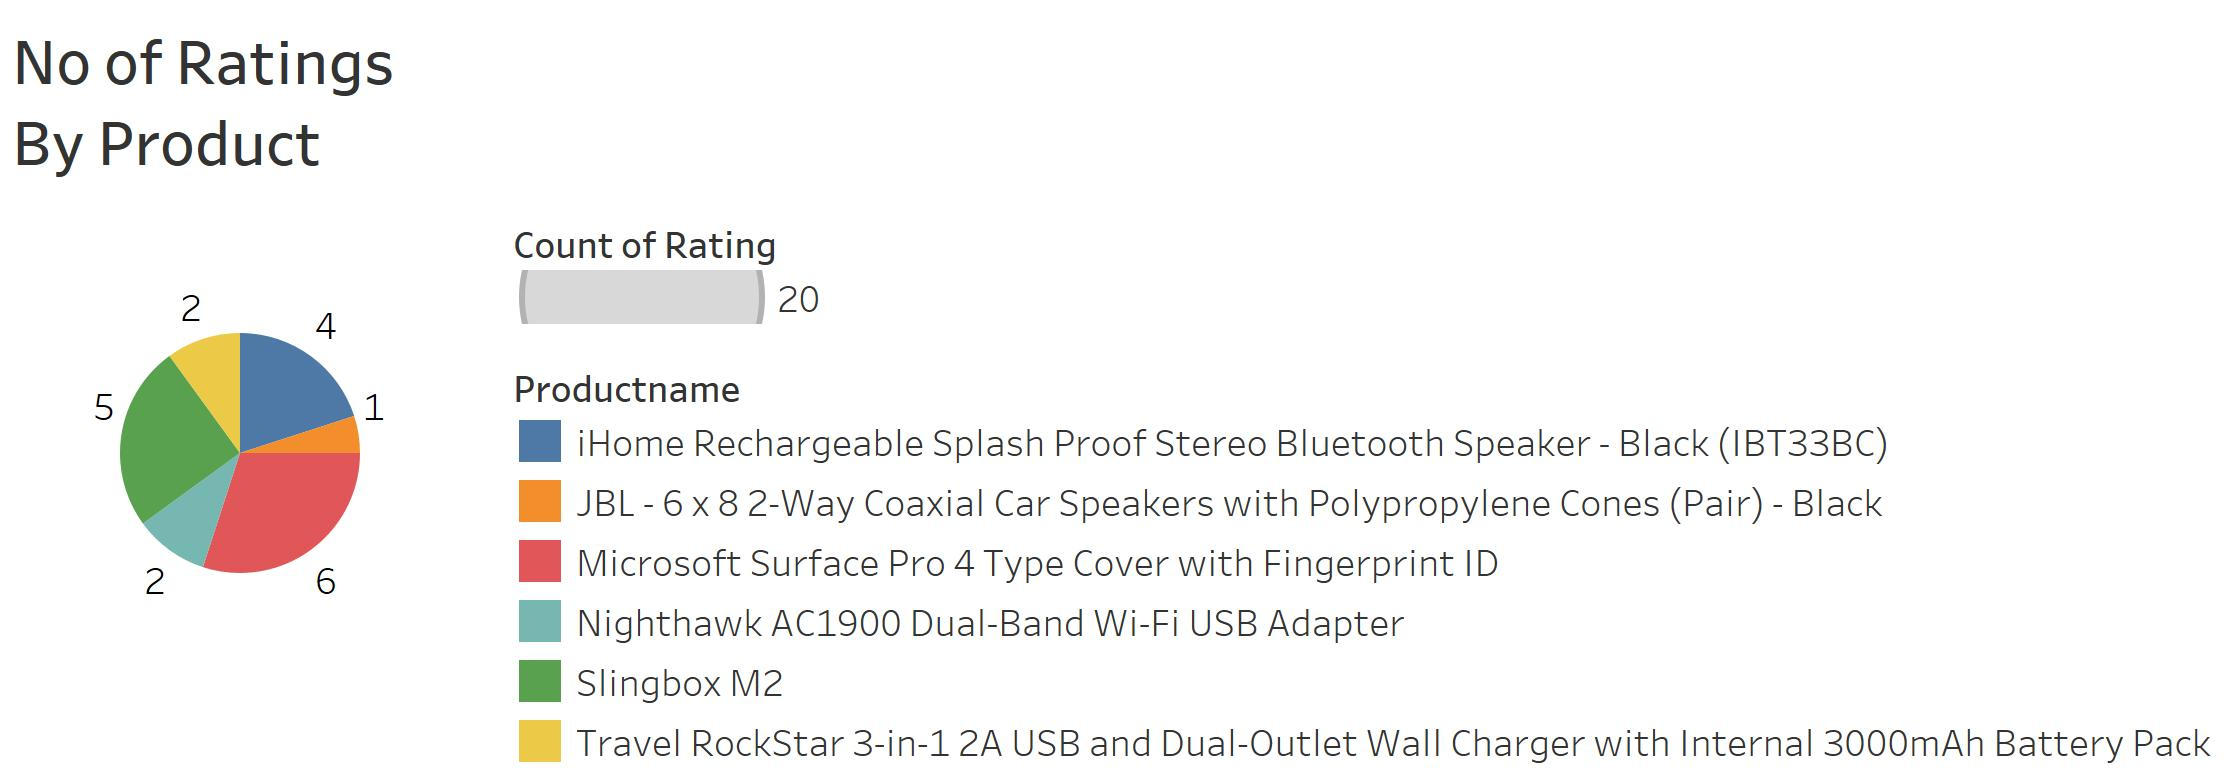 No of Ratings
By Product
2
4
5
1
2
6
Count of Rating
20
Productname
iHome Rechargeable Splash Proof Stereo Bluetooth Speaker - Black (IBT33BC)
JBL - 6 x 8 2-Way Coaxial Car Speakers with Polypropylene Cones (Pair) - Black
Microsoft Surface Pro 4 Type Cover with Fingerprint ID
Nighthawk AC1900 Dual-Band Wi-Fi USB Adapter
Slingbox M2
Travel RockStar 3-in-1 2A USB and Dual-Outlet Wall Charger with Internal 3000mAh Battery Pack